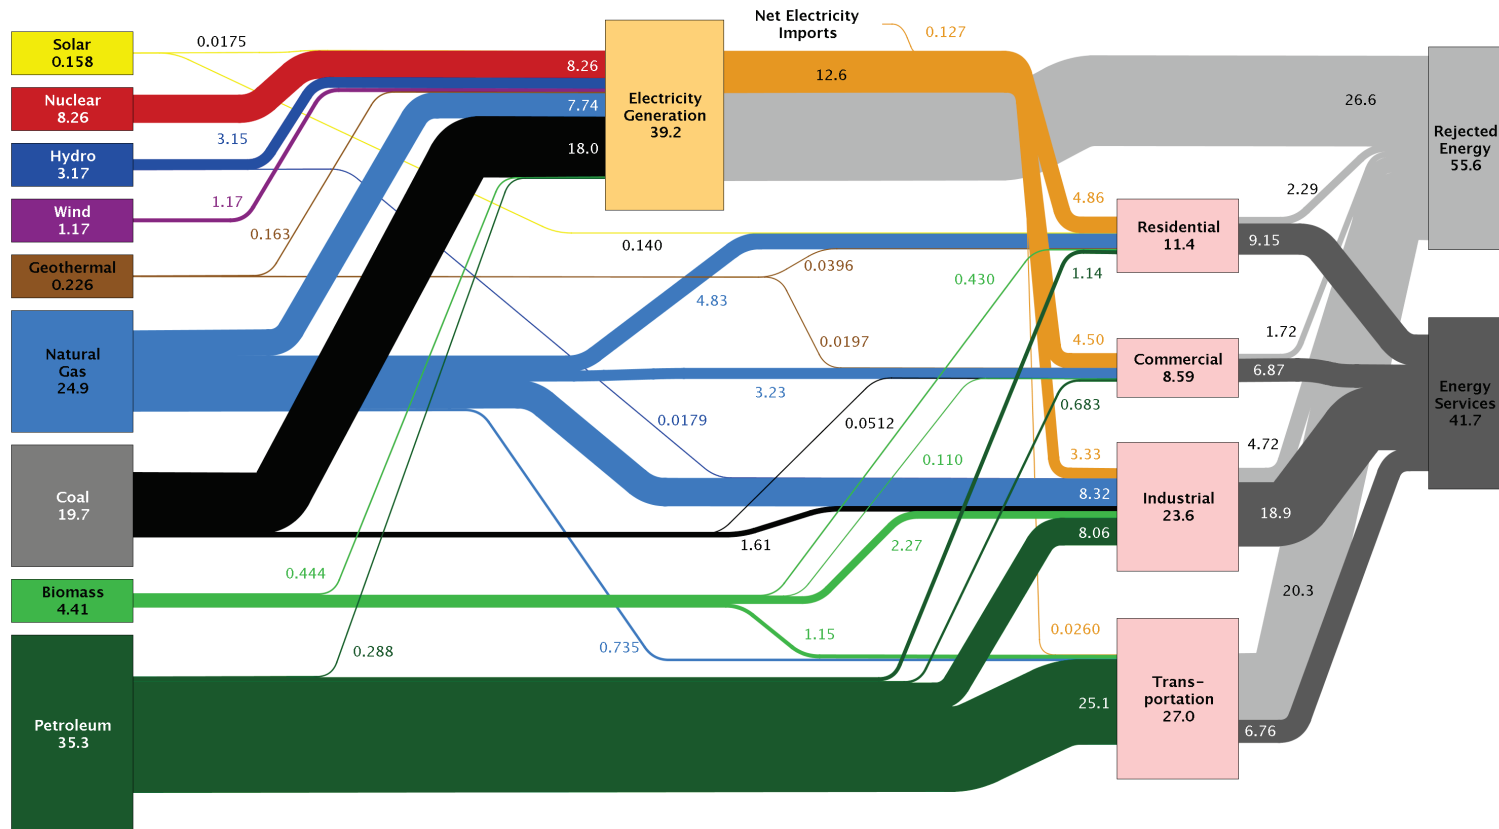 Net Electricity
Imports
0.127
Solar
0.158
0.0175
Nuclear
8.26
8.26
Hydro
3.17
3.15
Wind
1.17
1.17
Geothermal
0.226
0.163
Natural
Gas
24.9
7.74
Coal
19.7
18.0
Biomass
4.41
0.444
Petroleum
35.3
0.288
Electricity
Generation
39.2
12.6
26.6
Rejected
Energy
55.6
0.140
0.0396
4.83
0.0197
3.23
0.0179
0.0512
0.110
0.430
1.61
2.27
1.15
0.735
4.86
1.14
Residential
11.4
2.29
9.15
4.50
0.683
Commercial
8.59
1.72
6.87
3.33
8.32
8.06
Industrial
23.6
4.72
18.9
0.0260
25.1
Trans-
portation
27.0
20.3
6.76
Energy
Services
41.7